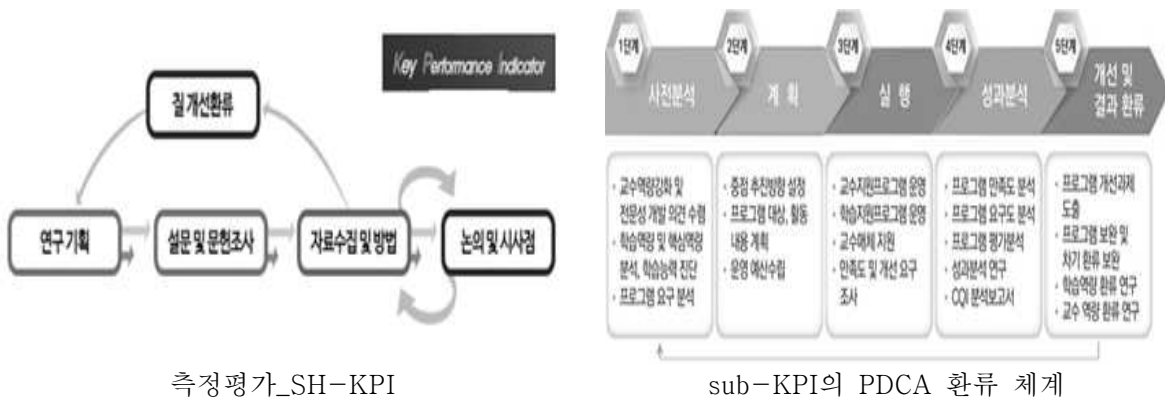 Key Performance Indicator
질 개선환류
연구 기획
설문 및 문헌조사
자료수집 및 방법
논의 및 시사점
측정평가_SH-KPI
1단계
사전분석
· 교수역량강화 및
전문성 개발 의견 수렴
· 학습역량 및 핵심역량
분석, 학습능력 진단
· 프로그램 요구 분석
2단계
계 획
· 중점 추진방향 설정
· 프로그램 대상, 활동
내용 계획
· 운영 예산수립
3단계
실 행
· 교수지원프로그램 운영
· 학습지원프로그램 운영
· 교수매체 지원
· 만족도 및 개선 요구
조사
4단계
성과분석
· 프로그램 만족도 분석
· 프로그램 요구도 분석
· 프로그램 평가분석
· 성과분석 연구
· CQI 분석보고서
5단계
개선 및
결과 환류
· 프로그램 개선과제
도출
· 프로그램 보완 및
차기 환류 보완
· 학습역량 환류 연구
· 교수 역량 환류 연구
sub-KPI의 PDCA 환류 체계